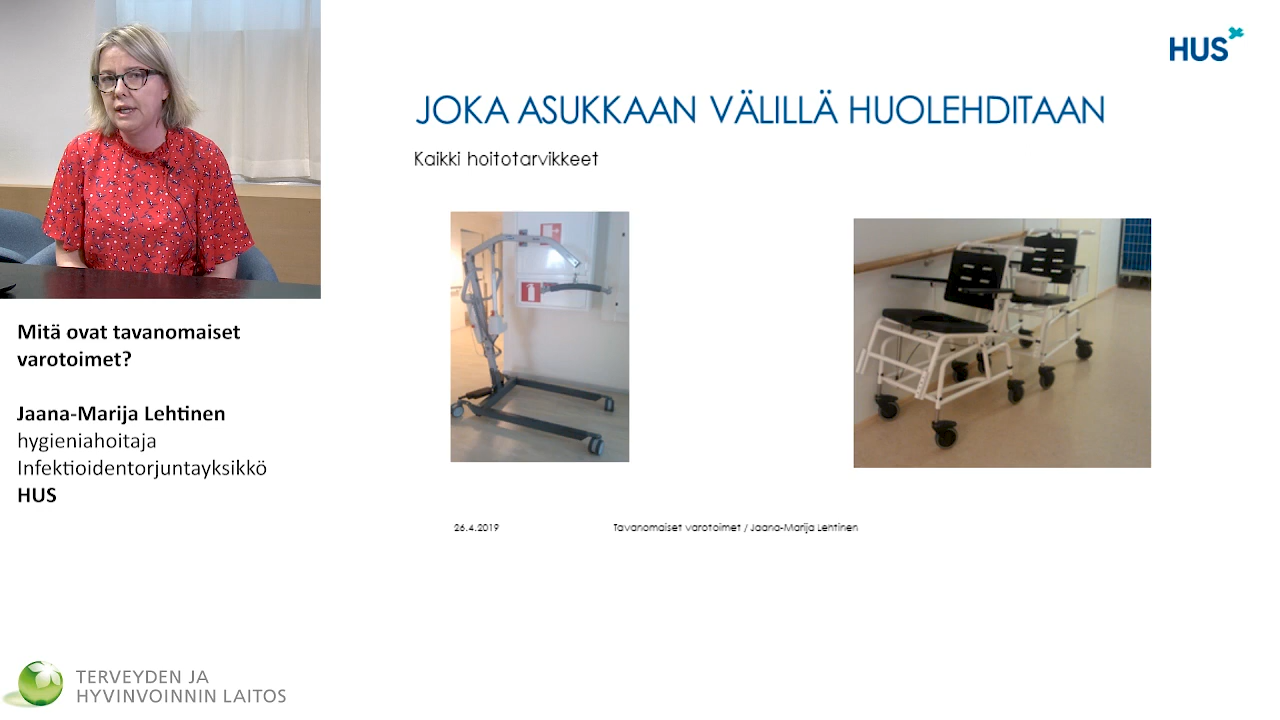 HUS
JOKA ASUKKAAN VÄLILLÄ HUOLEHDITAAN
Kaikki hoitotarvikkeet
Mitä ovat tavanomaiset
varotoimet?
Jaana-Marija Lehtinen
hygieniahoitaja
Infektioidentorjuntayksikkö
HUS
26.4.2019
Tavanomaiset varotoimet / Jaana-Marija Lehtinen
TERVEYDEN JA
HYVINVOINNIN LAITOS